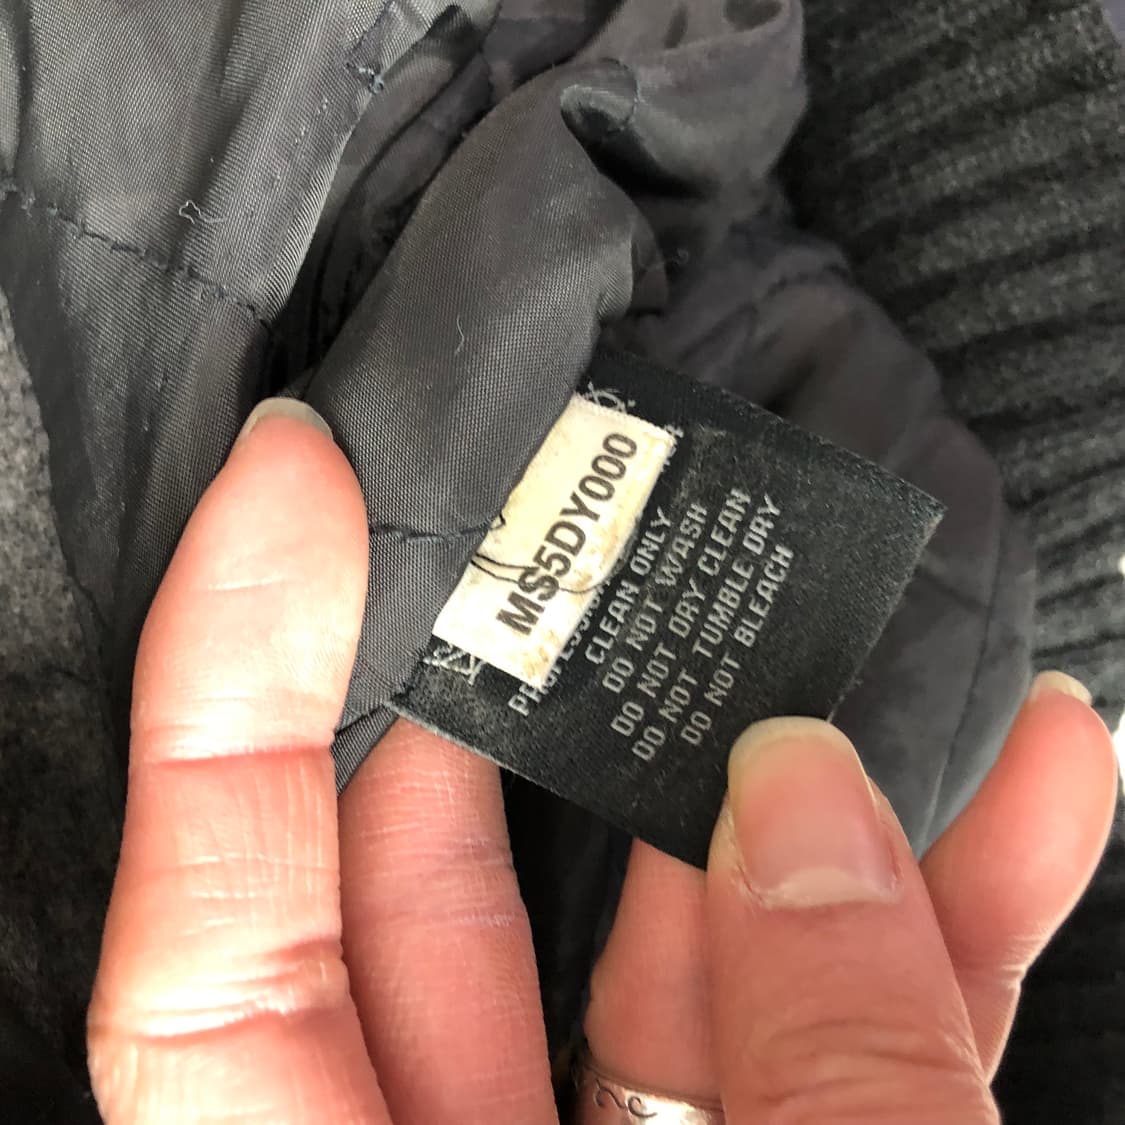 MS5DY000
PROFESSIONAL
CLEAN ONLY
DO NOT WASH
DO NOT DRY CLEAN
DO NOT TUMBLE DRY
DO NOT BLEACH